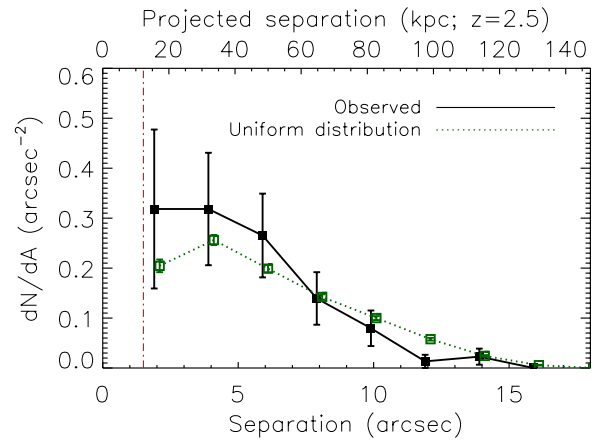 Projected separation (kpc; z=2.5)
0 20 40 60 80 100 120 140
0.6
0.5
0.4
0.3
0.2
0.1
0.0
dN/dA (arcsec⁻²)
Observed
Uniform distribution
0 5 10 15
Separation (arcsec)